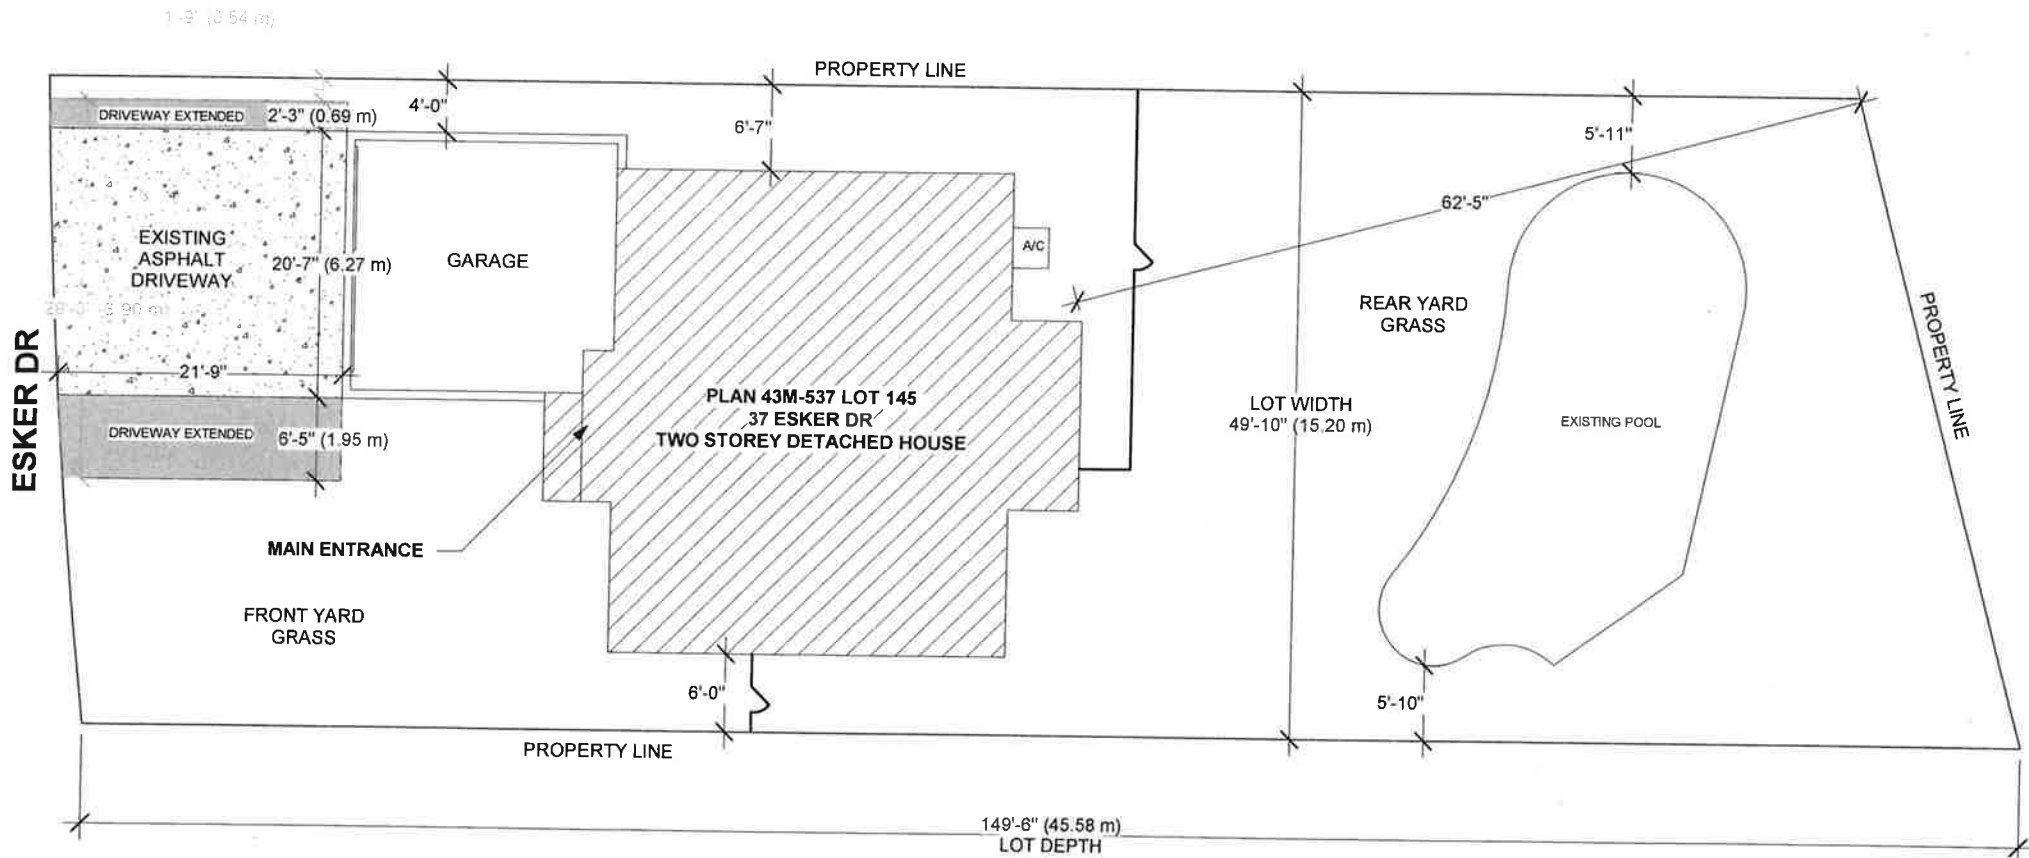 PROPERTY LINE
DRIVEWAY EXTENDED
2'-3" (0.69 m)
4'-0"
6'-7"
5'-11"
62'-5"
A/C
EXISTING
ASPHALT
DRIVEWAY
20'-7" (6.27 m)
GARAGE
REAR YARD
GRASS
PROPERTY LINE
ESKER DR
21'-9"
PLAN 43M-537 LOT 145
37 ESKER DR
TWO STOREY DETACHED HOUSE
LOT WIDTH
49'-10" (15.20 m)
EXISTING POOL
DRIVEWAY EXTENDED
6'-5" (1.95 m)
MAIN ENTRANCE
FRONT YARD
GRASS
6'-0"
5'-10"
PROPERTY LINE
149'-6" (45.58 m)
LOT DEPTH